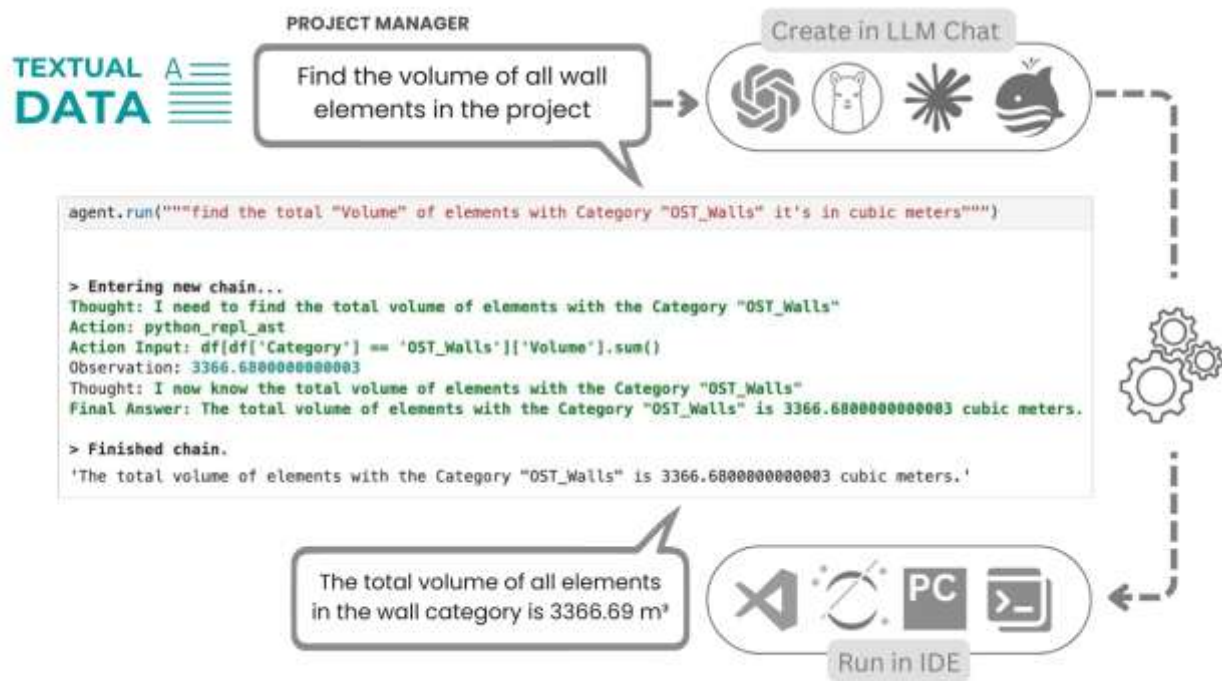 PROJECT MANAGER
TEXTUAL
DATA
A
Find the volume of all wall
elements in the project
Create in LLM Chat
agent.run("""find the total "Volume" of elements with Category "OST_Walls" it's in cubic meters""")
> Entering new chain...
Thought: I need to find the total volume of elements with the Category "OST_Walls"
Action: python_repl_ast
Action Input: df[df['Category'] == 'OST_Walls']['Volume'].sum()
Observation: 3366.6800000000003
Thought: I now know the total volume of elements with the Category "OST_Walls"
Final Answer: The total volume of elements with the Category "OST_Walls" is 3366.6800000000003 cubic meters.
> Finished chain.
'The total volume of elements with the Category "OST_Walls" is 3366.6800000000003 cubic meters.'
The total volume of all elements
in the wall category is 3366.69 m³
PC
>_
Run in IDE